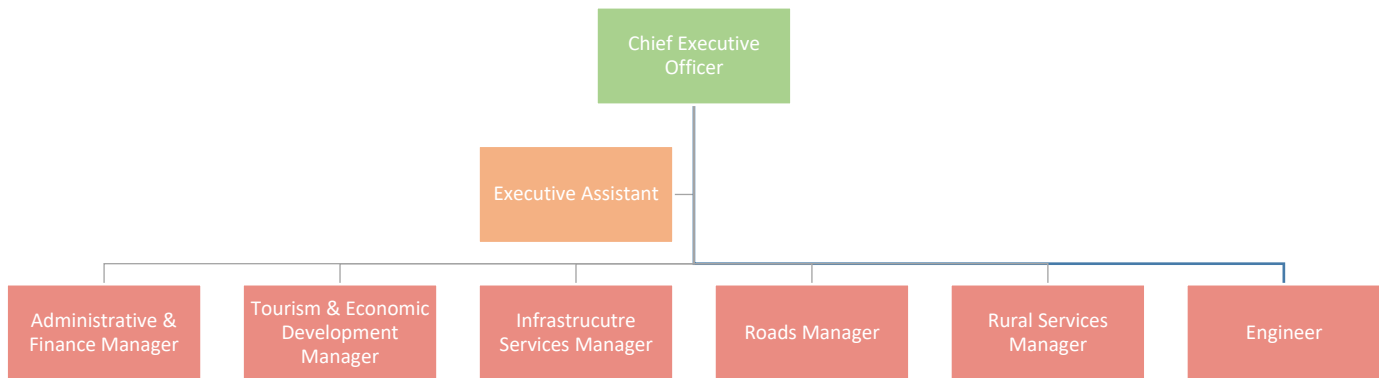 Chief Executive
Officer
Executive Assistant
Administrative &
Finance Manager
Tourism & Economic
Development
Manager
Infrastrucutre
Services Manager
Roads Manager
Rural Services
Manager
Engineer